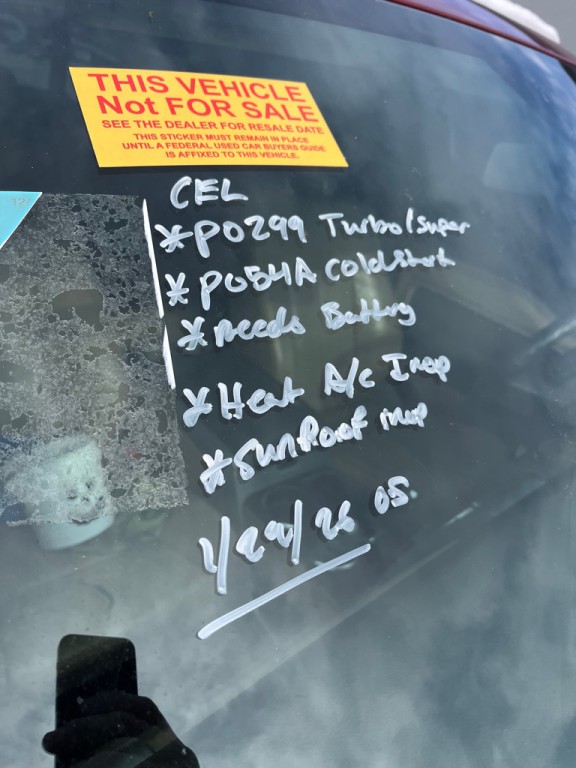 THIS VEHICLE
Not FOR SALE
SEE THE DEALER FOR RESALE DATE
THIS STICKER MUST REMAIN IN PLACE
UNTIL A FEDERAL USED CAR BUYERS GUIDE
IS AFFIXED TO THIS VEHICLE.
12
CEL
*P0299 Turbo/Super
*P054A Coldstart
*needs Battery
*Heat A/c Inop
*Sunroof inop
1/29/26 05